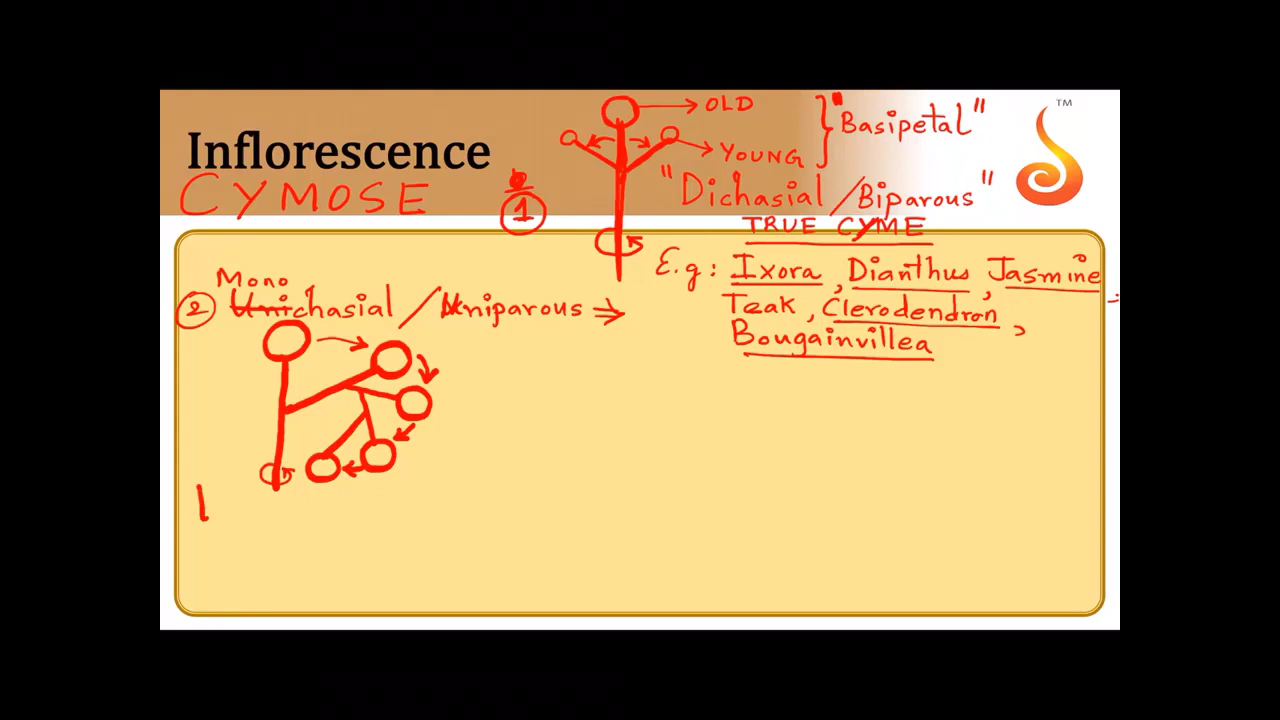 Inflorescence
CYMOSE
1
OLD
YOUNG
"Basipetal"
"Dichasial/Biparous"
TRUE CYME
E.g: Ixora, Dianthus, Jasmine,
Teak, Clerodendron,
Bougainvillea
Mono
2 Unichasial / Uniparous ⇒
TM